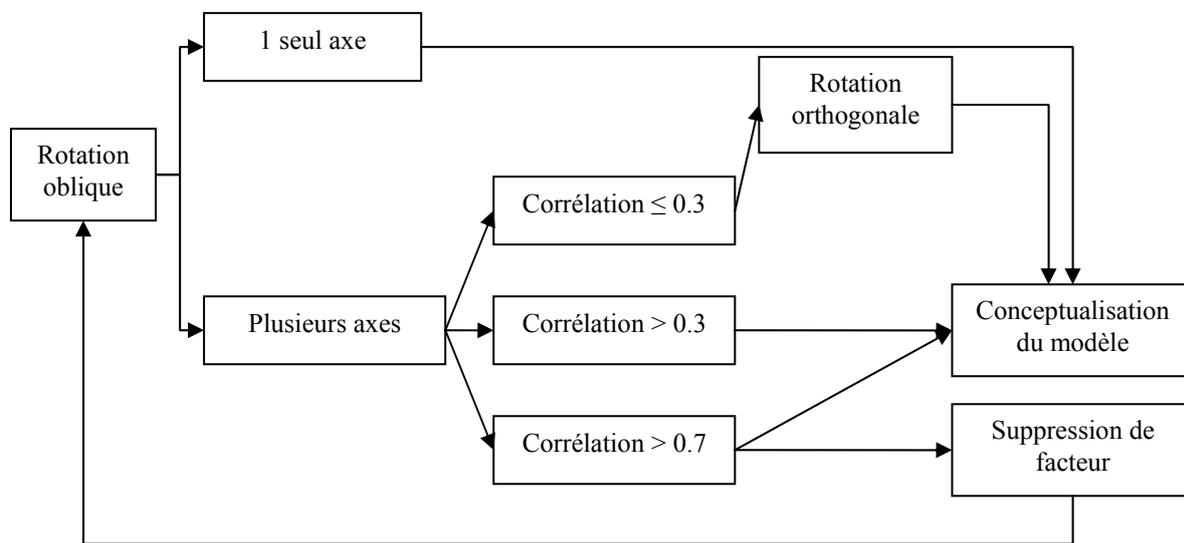 1 seul axe
Rotation
orthogonale
Rotation
oblique
Corrélation ≤ 0.3
Plusieurs axes
Corrélation > 0.3
Conceptualisation
du modèle
Corrélation > 0.7
Suppression de
facteur